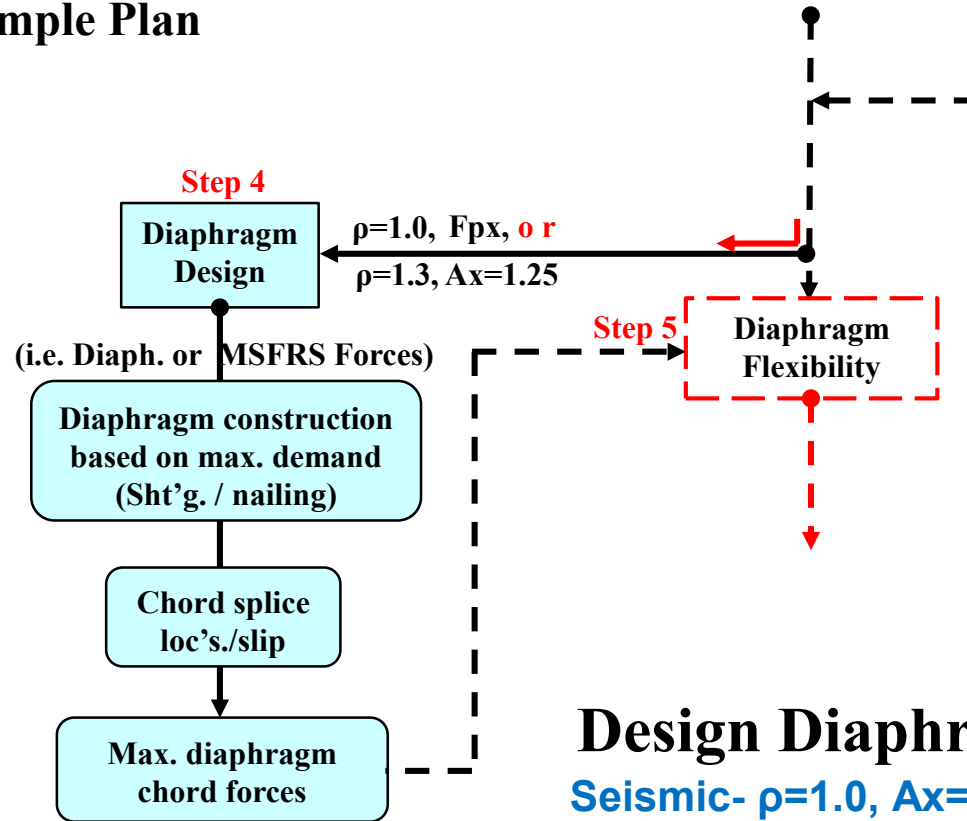 mple Plan
Step 4
Diaphragm
Design
ρ=1.0, Fpx, o r
ρ=1.3, Ax=1.25
(i.e. Diaph. or MSFRS Forces)
Diaphragm construction
based on max. demand
(Sht’g. / nailing)
Chord splice
loc’s./slip
Max. diaphragm
chord forces
Step 5
Diaphragm
Flexibility
Design Diaphr
Seismic- ρ=1.0, Ax=